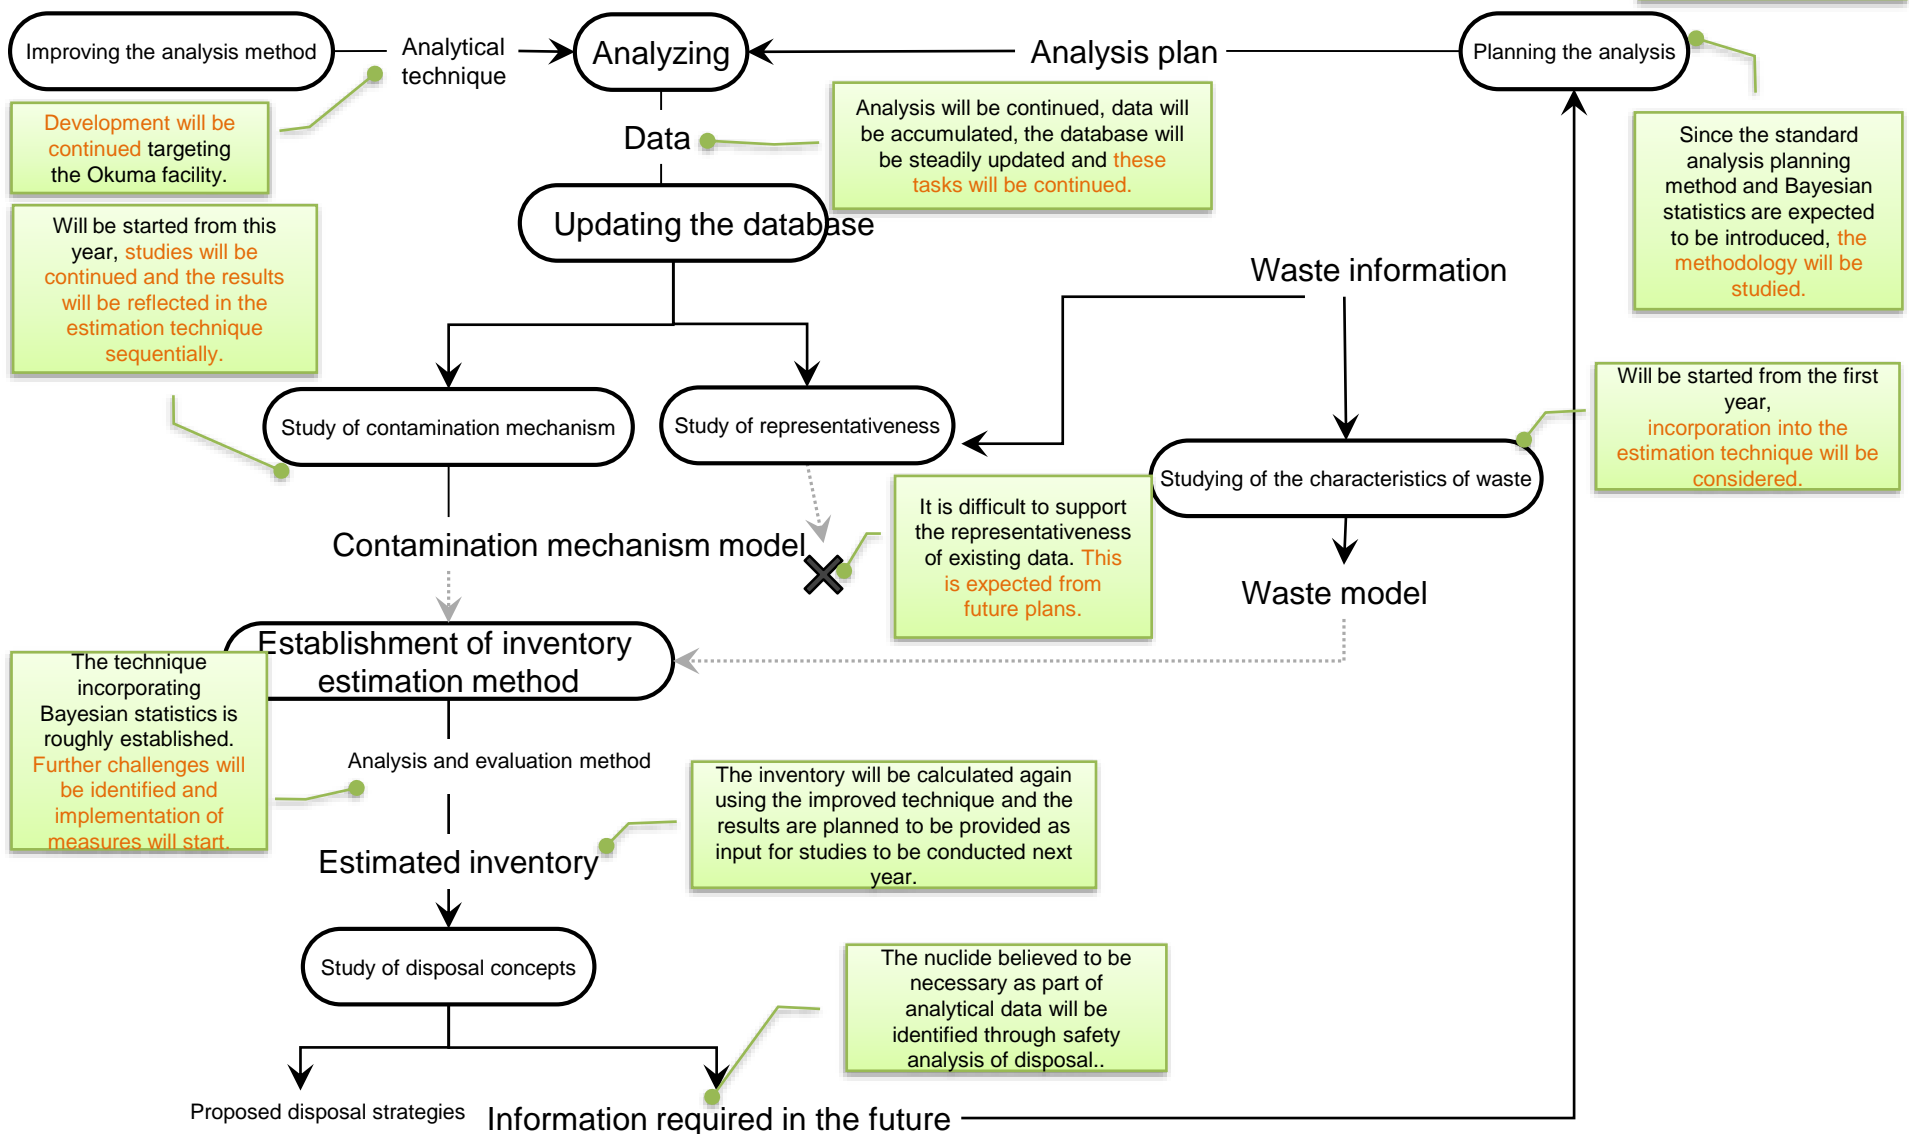 Improving the analysis method
Analytical
technique
Analyzing
Analysis plan
Planning the analysis
Development will be
continued targeting
the Okuma facility.
Data
Analysis will be continued, data will
be accumulated, the database will
be steadily updated and these
tasks will be continued.
Since the standard
analysis planning
method and Bayesian
statistics are expected
to be introduced, the
methodology will be
studied.
Will be started from this
year, studies will be
continued and the results
will be reflected in the
estimation technique
sequentially.
Updating the database
Waste information
Study of contamination mechanism
Study of representativeness
Will be started from the first
year,
incorporation into the
estimation technique will be
considered.
Studying of the characteristics of waste
It is difficult to support
the representativeness
of existing data. This
is expected from
future plans.
Contamination mechanism model
Waste model
Establishment of inventory
estimation method
The technique
incorporating
Bayesian statistics is
roughly established.
Further challenges will
be identified and
implementation of
measures will start.
Analysis and evaluation method
The inventory will be calculated again
using the improved technique and the
results are planned to be provided as
input for studies to be conducted next
year.
Estimated inventory
Study of disposal concepts
The nuclide believed to be
necessary as part of
analytical data will be
identified through safety
analysis of disposal..
Proposed disposal strategies
Information required in the future